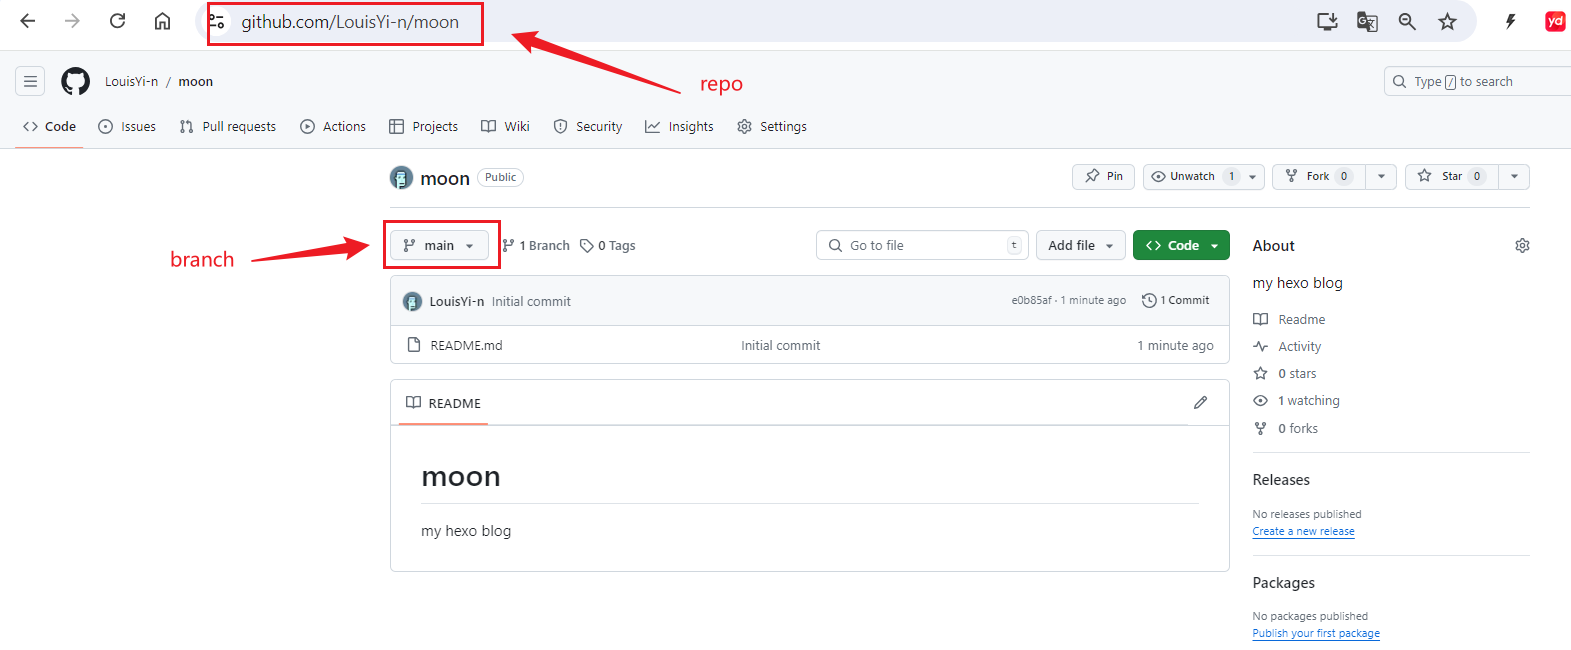 github.com/LouisYi-n/moon
yd
repo
LouisYi-n / moon
Type / to search
Code Issues Pull requests Actions Projects Wiki Security Insights Settings
moon Public
Pin Unwatch 1 Fork 0 Star 0
branch
main 1 Branch 0 Tags Go to file t Add file Code
About
my hexo blog
LouisYi-n Initial commit e0b85af · 1 minute ago 1 Commit
README.md Initial commit 1 minute ago
Readme
Activity
0 stars
1 watching
0 forks
README
moon
my hexo blog
Releases
No releases published
Create a new release
Packages
No packages published
Publish your first package